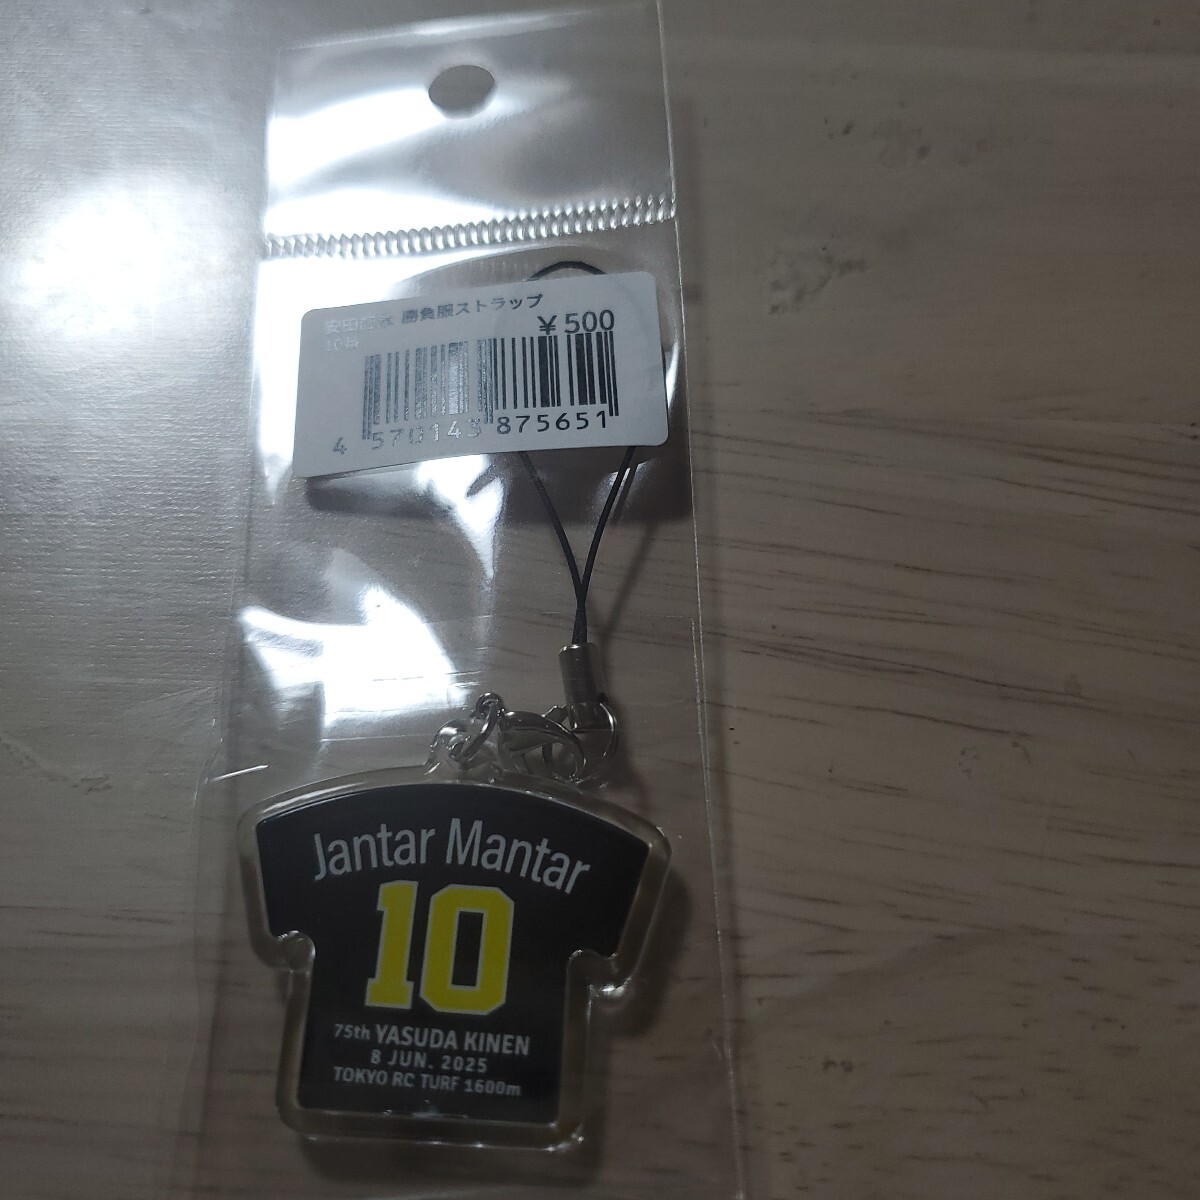 安田記念 勝負服ストラップ
10番
¥500
4 570143 875651
Jantar Mantar
10
75th YASUDA KINEN
8 JUN. 2025
TOKYO RC TURF 1600m